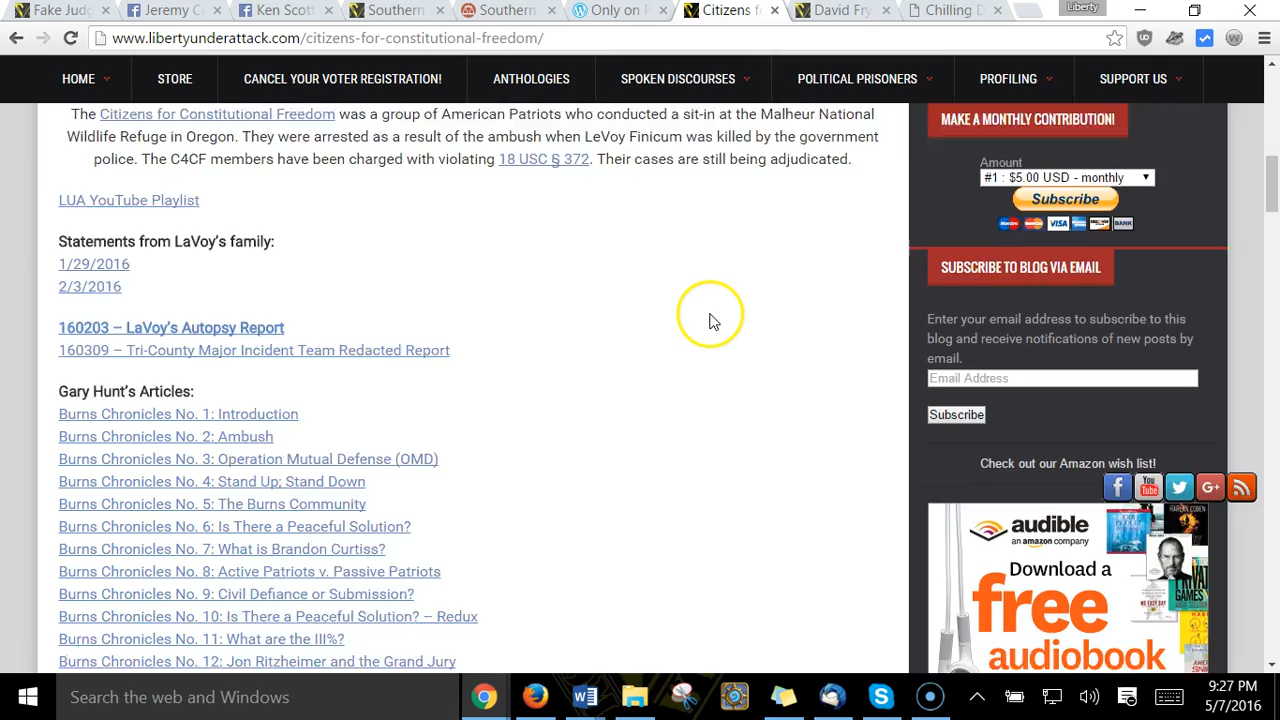 Fake Judg
Jeremy C
Ken Scott
Southern
Southern
Only on F
Citizens f
David Fry
Chilling D
Liberty
www.libertyunderattack.com/citizens-for-constitutional-freedom/
HOME
STORE
CANCEL YOUR VOTER REGISTRATION!
ANTHOLOGIES
SPOKEN DISCOURSES
POLITICAL PRISONERS
PROFILING
SUPPORT US
The Citizens for Constitutional Freedom was a group of American Patriots who conducted a sit-in at the Malheur National
Wildlife Refuge in Oregon. They were arrested as a result of the ambush when LeVoy Finicum was killed by the government
police. The C4CF members have been charged with violating 18 USC § 372. Their cases are still being adjudicated.
LUA YouTube Playlist
Statements from LaVoy's family:
1/29/2016
2/3/2016
160203 – LaVoy's Autopsy Report
160309 – Tri-County Major Incident Team Redacted Report
Gary Hunt's Articles:
Burns Chronicles No. 1: Introduction
Burns Chronicles No. 2: Ambush
Burns Chronicles No. 3: Operation Mutual Defense (OMD)
Burns Chronicles No. 4: Stand Up; Stand Down
Burns Chronicles No. 5: The Burns Community
Burns Chronicles No. 6: Is There a Peaceful Solution?
Burns Chronicles No. 7: What is Brandon Curtiss?
Burns Chronicles No. 8: Active Patriots v. Passive Patriots
Burns Chronicles No. 9: Civil Defiance or Submission?
Burns Chronicles No. 10: Is There a Peaceful Solution? – Redux
Burns Chronicles No. 11: What are the III%?
Burns Chronicles No. 12: Jon Ritzheimer and the Grand Jury
MAKE A MONTHLY CONTRIBUTION!
Amount
#1 : $5.00 USD - monthly
Subscribe
VISA
BANK
SUBSCRIBE TO BLOG VIA EMAIL
Enter your email address to subscribe to this
blog and receive notifications of new posts by
email.
Email Address
Subscribe
Check out our Amazon wish list!
You Tube
G+
audible
an amazon company
Download a
free
audiobook
HARLAN COBEN
STEVE JOBS
Search the web and Windows
9:27 PM
5/7/2016